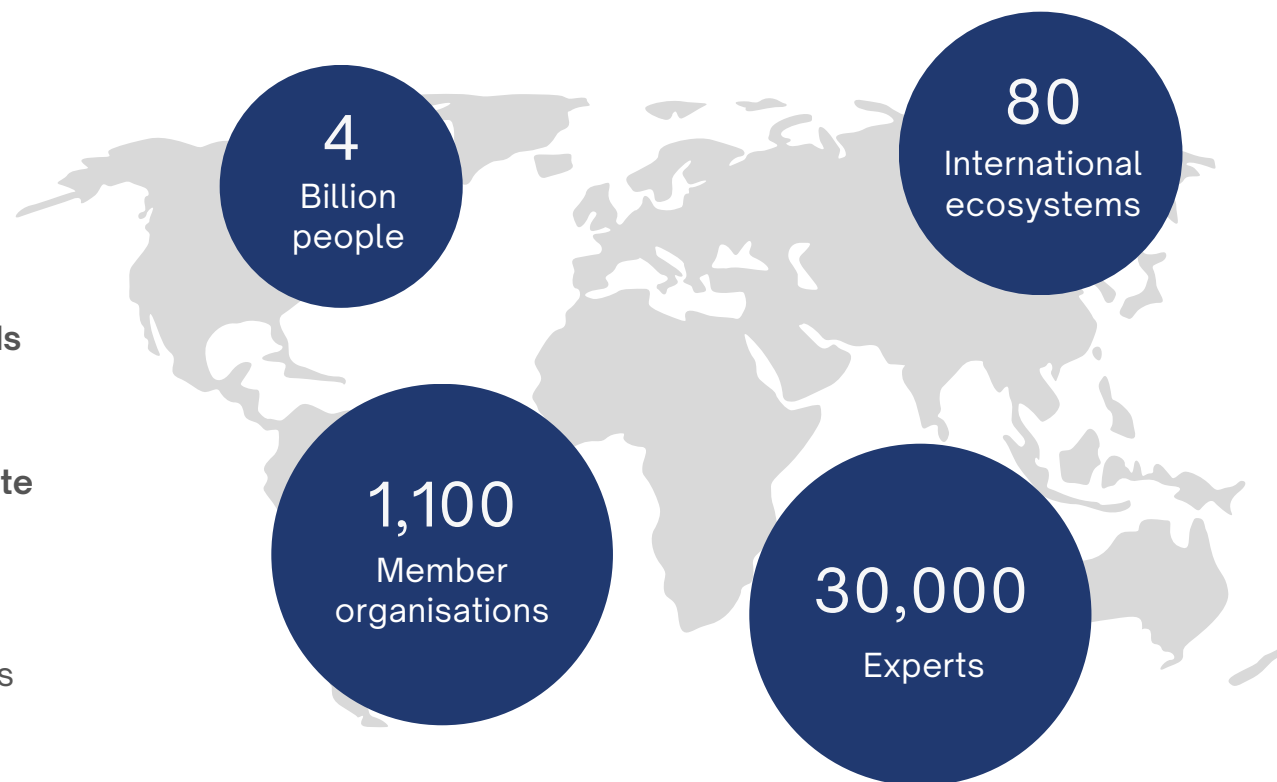 4
Billion
people
80
International
ecosystems
1,100
Member
organisations
30,000
Experts